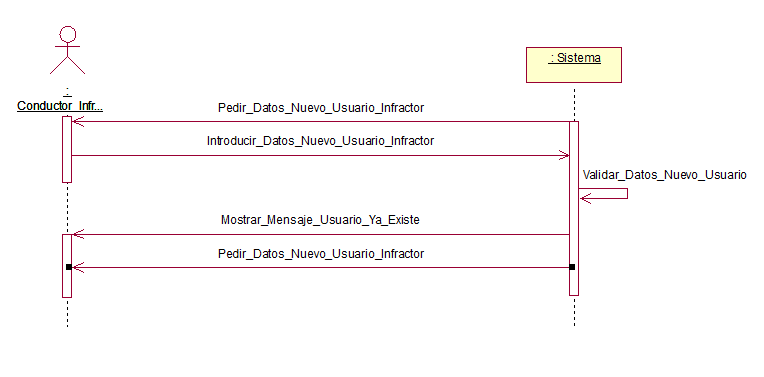 : Sistema
:
Conductor_Infr...
Pedir_Datos_Nuevo_Usuario_Infractor
Introducir_Datos_Nuevo_Usuario_Infractor
Validar_Datos_Nuevo_Usuario
Mostrar_Mensaje_Usuario_Ya_Existe
Pedir_Datos_Nuevo_Usuario_Infractor